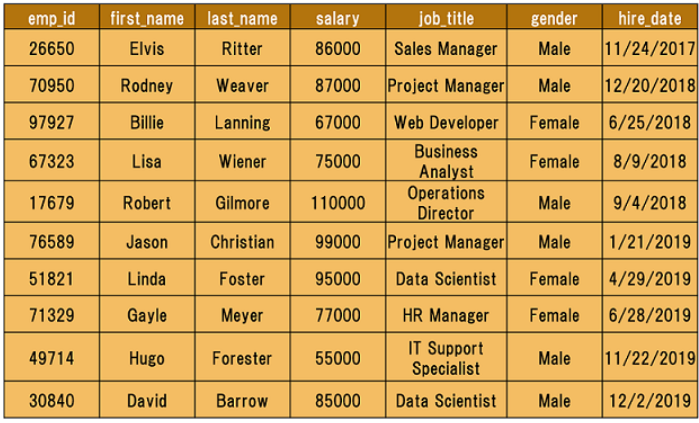 emp_id first_name last_name salary job_title gender hire_date
26650 Elvis Ritter 86000 Sales Manager Male 11/24/2017
70950 Rodney Weaver 87000 Project Manager Male 12/20/2018
97927 Billie Lanning 67000 Web Developer Female 6/25/2018
67323 Lisa Wiener 75000 Business Analyst Female 8/9/2018
17679 Robert Gilmore 110000 Operations Director Male 9/4/2018
76589 Jason Christian 99000 Project Manager Male 1/21/2019
51821 Linda Foster 95000 Data Scientist Female 4/29/2019
71329 Gayle Meyer 77000 HR Manager Female 6/28/2019
49714 Hugo Forester 55000 IT Support Specialist Male 11/22/2019
30840 David Barrow 85000 Data Scientist Male 12/2/2019